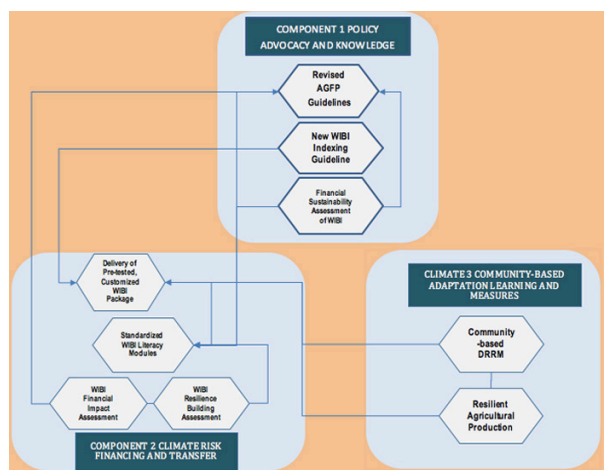 COMPONENT 1 POLICY
ADVOCACY AND KNOWLEDGE
Revised
AGFP
Guidelines
New WIBI
Indexing
Guideline
Financial
Sustainability
Assessment
of WIBI
Delivery of
Pre-tested,
Customized
WIBI
Package
Standardized
WIBI Literacy
Modules
WIBI
Financial
Impact
Assessment
WIBI
Resilience
Building
Assessment
COMPONENT 2 CLIMATE RISK
FINANCING AND TRANSFER
CLIMATE 3 COMMUNITY-BASED
ADAPTATION LEARNING AND
MEASURES
Community
-based
DRRM
Resilient
Agricultural
Production